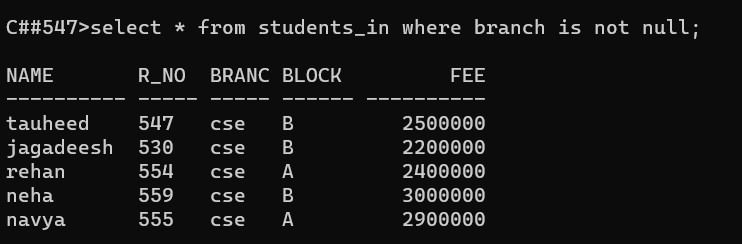 C##547>select * from students_in where branch is not null;
NAME       R_NO  BRANC BLOCK         FEE
---------- ----- ----- ------ ----------
tauheed    547   cse   B         2500000
jagadeesh  530   cse   B         2200000
rehan      554   cse   A         2400000
neha       559   cse   B         3000000
navya      555   cse   A         2900000